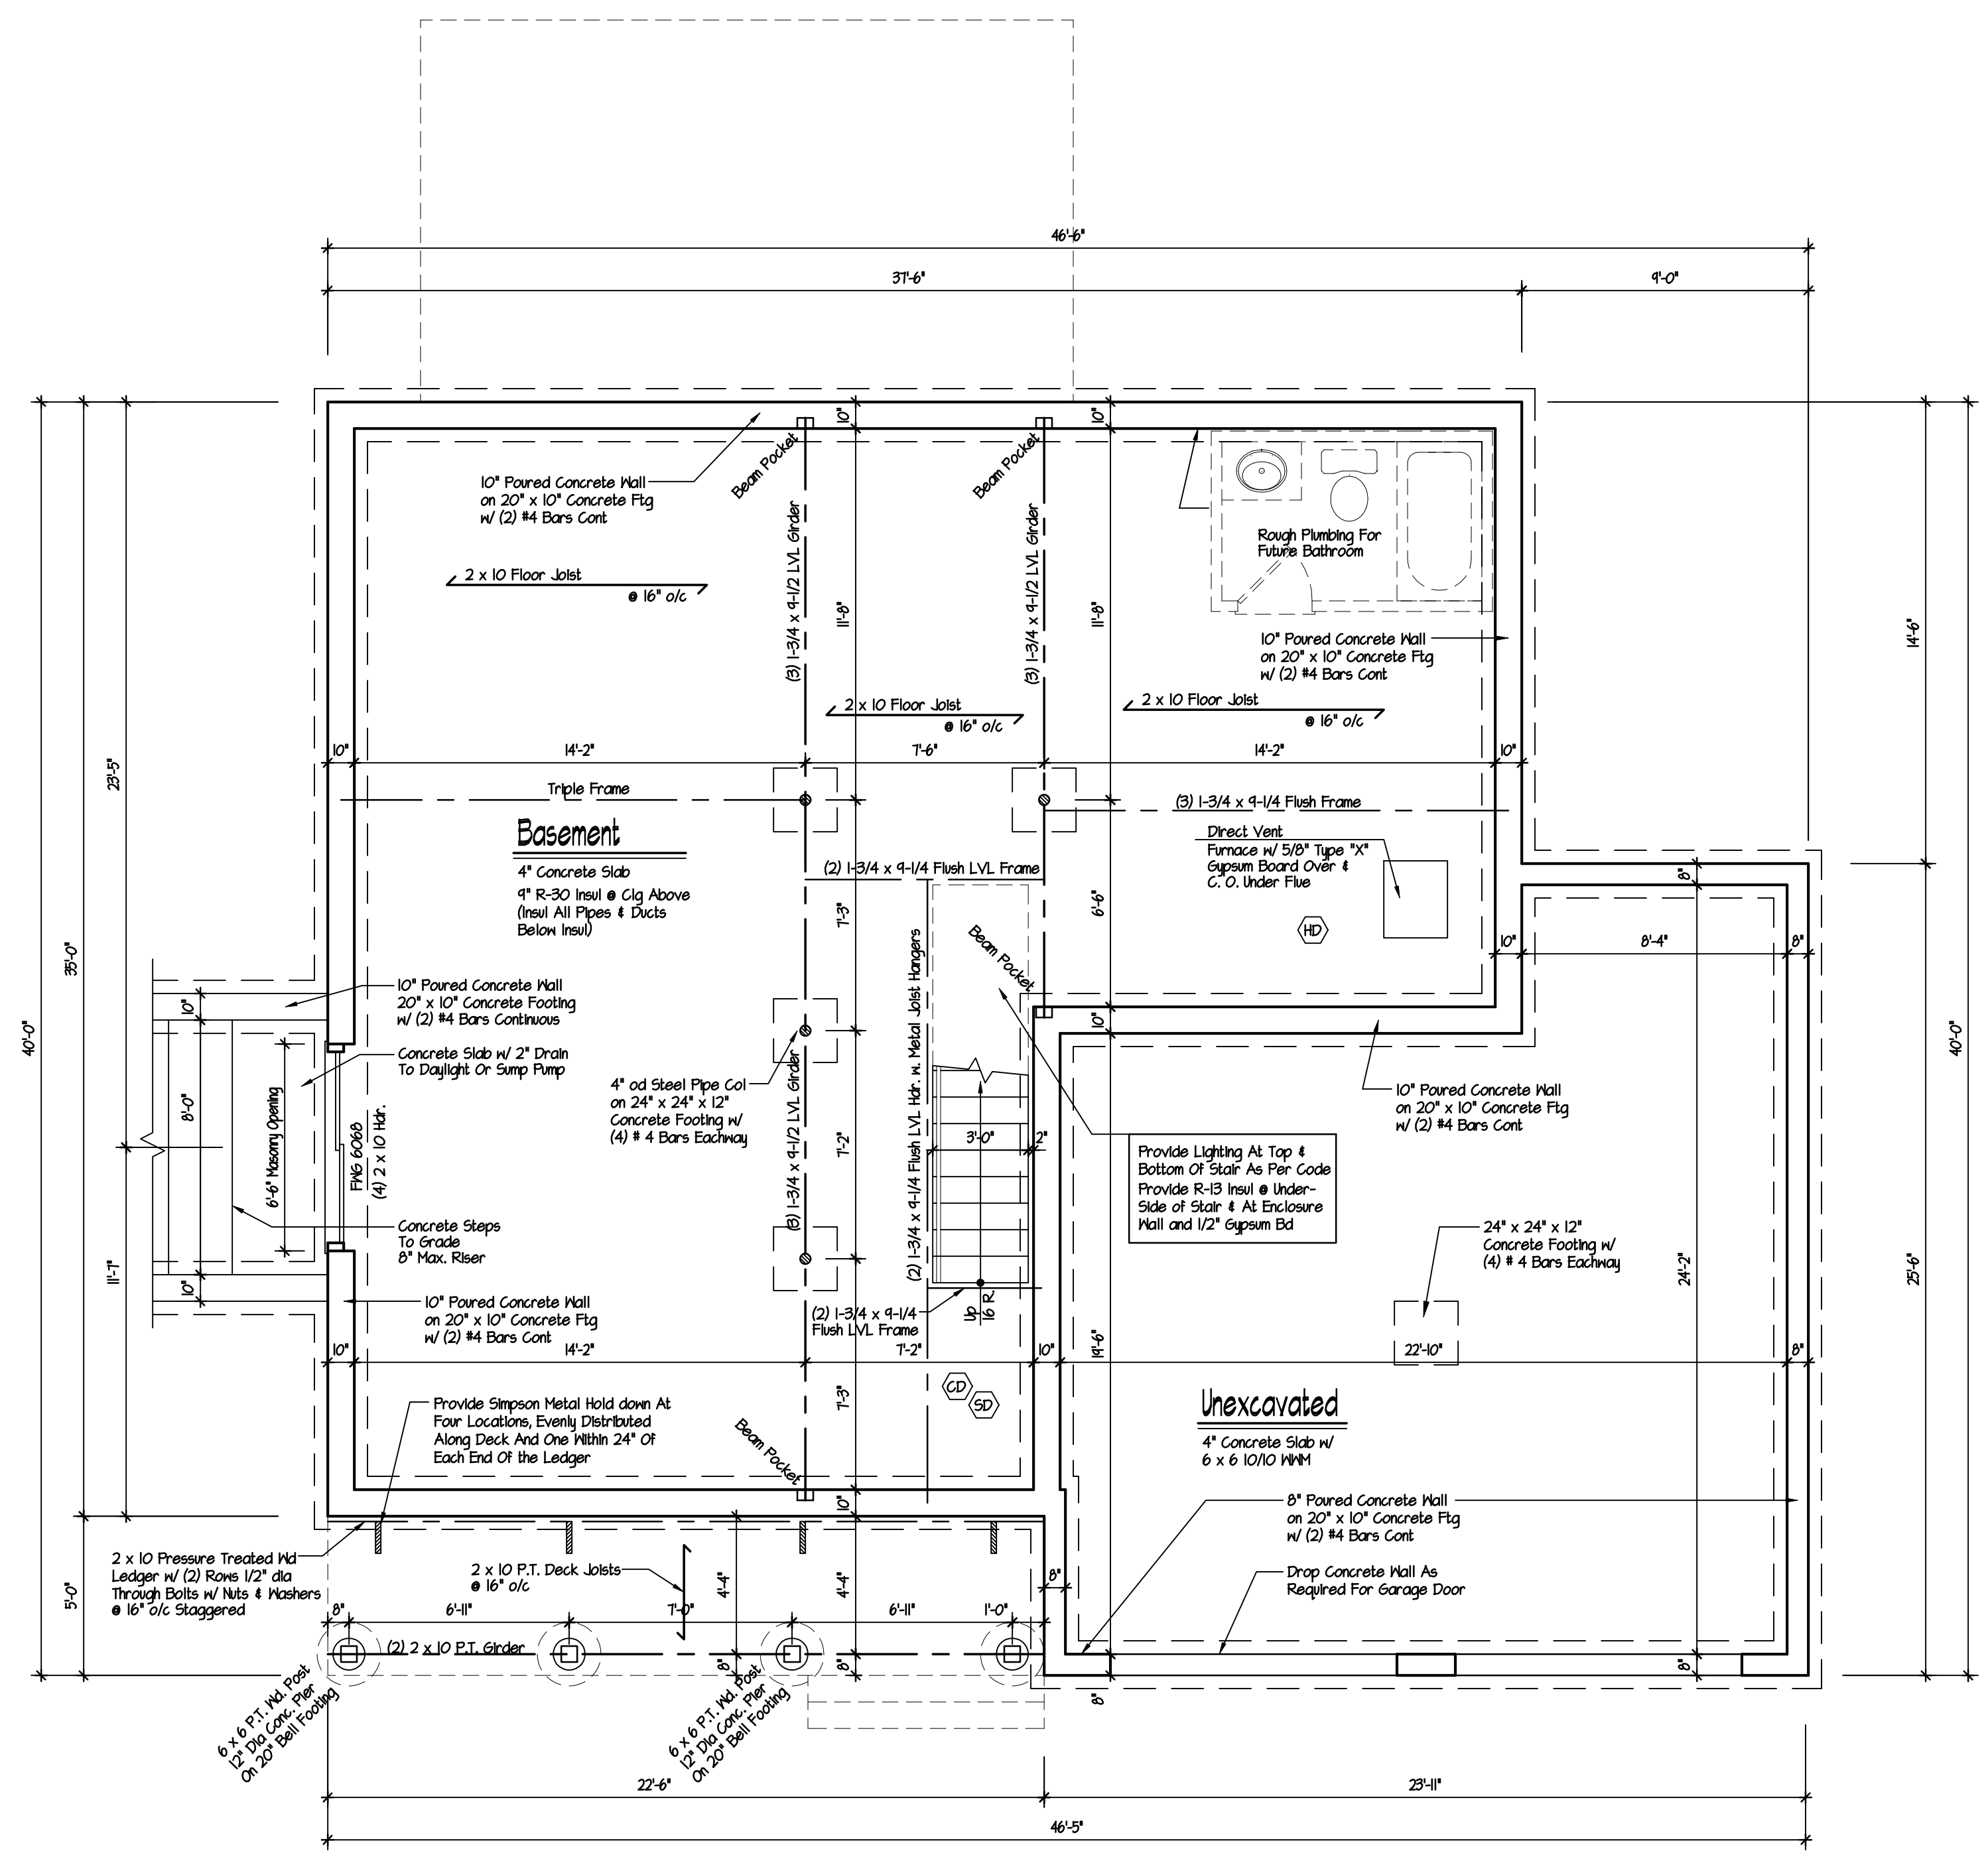 46'-6"
37'-6"
9'-0"
10"
10"
Beam Pocket
Beam Pocket
10" Poured Concrete Wall
on 20" x 10" Concrete Ftg
w/ (2) #4 Bars Cont
(3) 1-3/4 x 9-1/2 LVL Girder
(3) 1-3/4 x 9-1/2 LVL Girder
Rough Plumbing For
Future Bathroom
2 x 10 Floor Joist
@ 16" o/c
11'-8"
11'-8"
14'-6"
10" Poured Concrete Wall
on 20" x 10" Concrete Ftg
w/ (2) #4 Bars Cont
2 x 10 Floor Joist
@ 16" o/c
2 x 10 Floor Joist
@ 16" o/c
10"
14'-2"
7'-6"
14'-2"
10"
23'-5"
Triple Frame
(3) 1-3/4 x 9-1/4 Flush Frame
Basement
4" Concrete Slab
9" R-30 Insul @ Clg Above
(Insul All Pipes & Ducts
Below Insul)
Direct Vent
Furnace w/ 5/8" Type "X"
Gypsum Board Over &
C. O. Under Flue
(2) 1-3/4 x 9-1/4 Flush LVL Frame
8"
7'-3"
6'-6"
HD
Beam Pocket
10"
8'-4"
8"
35'-0"
40'-0"
40'-0"
10" Poured Concrete Wall
20" x 10" Concrete Footing
w/ (2) #4 Bars Continuous
10"
10"
Concrete Slab w/ 2" Drain
To Daylight Or Sump Pump
(2) 1-3/4 x 9-1/4 Flush LVL Hdr. w. Metal Joist Hangers
4" od Steel Pipe Col
on 24" x 24" x 12"
Concrete Footing w/
(4) # 4 Bars Eachway
(3) 1-3/4 x 9-1/2 LVL Girder
8'-0"
6'-6" Masonry Opening
FWG 6068
(4) 2 x 10 Hdr.
7'-2"
3'-0"
2"
10" Poured Concrete Wall
on 20" x 10" Concrete Ftg
w/ (2) #4 Bars Cont
Provide Lighting At Top &
Bottom Of Stair As Per Code
Provide R-13 Insul @ Under-
Side of Stair & At Enclosure
Wall and 1/2" Gypsum Bd
Concrete Steps
To Grade
8" Max. Riser
24" x 24" x 12"
Concrete Footing w/
(4) # 4 Bars Eachway
11'-7"
10"
24'-2"
25'-6"
10" Poured Concrete Wall
on 20" x 10" Concrete Ftg
w/ (2) #4 Bars Cont
(2) 1-3/4 x 9-1/4
Flush LVL Frame
Up
16 R.
10"
14'-2"
7'-2"
10"
19'-6"
22'-10"
8"
7'-3"
CD
SD
Provide Simpson Metal Hold down At
Four Locations, Evenly Distributed
Along Deck And One Within 24" Of
Each End Of the Ledger
Beam Pocket
Unexcavated
4" Concrete Slab w/
6 x 6 10/10 WWM
10"
8" Poured Concrete Wall
on 20" x 10" Concrete Ftg
w/ (2) #4 Bars Cont
2 x 10 Pressure Treated Wd
Ledger w/ (2) Rows 1/2" dia
Through Bolts w/ Nuts & Washers
@ 16" o/c Staggered
2 x 10 P.T. Deck Joists
@ 16" o/c
Drop Concrete Wall As
Required For Garage Door
5'-0"
4'-4"
4'-4"
8"
8"
6'-11"
7'-0"
6'-11"
1'-0"
(2) 2 x 10 P.T. Girder
8"
8"
8"
8"
6 x 6 P.T. Wd. Post
12" Dia Conc. Pier
On 20" Bell Footing
6 x 6 P.T. Wd. Post
12" Dia Conc. Pier
On 20" Bell Footing
22'-6"
23'-11"
46'-5"